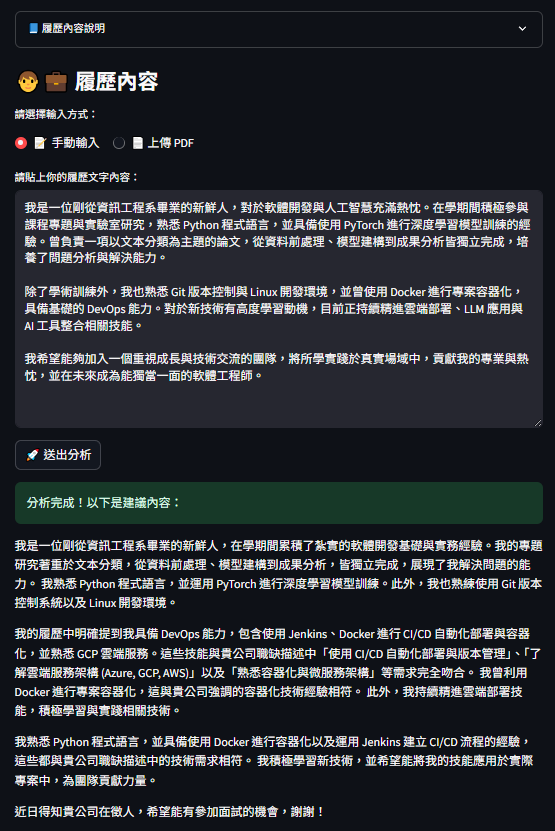 📘 履歷內容說明
🧑💼 履歷內容
請選擇輸入方式：
📝 手動輸入 📄 上傳 PDF
請貼上你的履歷文字內容：
我是一位剛從資訊工程系畢業的新鮮人，對於軟體開發與人工智慧充滿熱忱。在學期間積極參與
課程專題與實驗室研究，熟悉 Python 程式語言，並具備使用 PyTorch 進行深度學習模型訓練的經
驗。曾負責一項以文本分類為主題的論文，從資料前處理、模型建構到成果分析皆獨立完成，培
養了問題分析與解決能力。
除了學術訓練外，我也熟悉 Git 版本控制與 Linux 開發環境，並曾使用 Docker 進行專案容器化，
具備基礎的 DevOps 能力。對於新技術有高度學習動機，目前正持續精進雲端部署、LLM 應用與
AI 工具整合相關技能。
我希望能夠加入一個重視成長與技術交流的團隊，將所學實踐於真實場域中，貢獻我的專業與熱
忱，並在未來成為能獨當一面的軟體工程師。
🚀 送出分析
分析完成！以下是建議內容：
我是一位剛從資訊工程系畢業的新鮮人，在學期間累積了紮實的軟體開發基礎與實務經驗。我的專題
研究著重於文本分類，從資料前處理、模型建構到成果分析，皆獨立完成，展現了我解決問題的能
力。 我熟悉 Python 程式語言，並運用 PyTorch 進行深度學習模型訓練。此外，我也熟練使用 Git 版本
控制系統以及 Linux 開發環境。
我的履歷中明確提到我具備 DevOps 能力，包含使用 Jenkins、Docker 進行 CI/CD 自動化部署與容器
化，並熟悉 GCP 雲端服務。這些技能與貴公司職缺描述中「使用 CI/CD 自動化部署與版本管理」、「了
解雲端服務架構 (Azure, GCP, AWS)」以及「熟悉容器化與微服務架構」等需求完全吻合。 我曾利用
Docker 進行專案容器化，這與貴公司強調的容器化技術經驗相符。 此外，我持續精進雲端部署技
能，積極學習與實踐相關技術。
我熟悉 Python 程式語言，並具備使用 Docker 進行容器化以及運用 Jenkins 建立 CI/CD 流程的經驗，
這些都與貴公司職缺描述中的技術需求相符。 我積極學習新技術，並希望能將我的技能應用於實際
專案中，為團隊貢獻力量。
近日得知貴公司在徵人，希望能有參加面試的機會，謝謝！